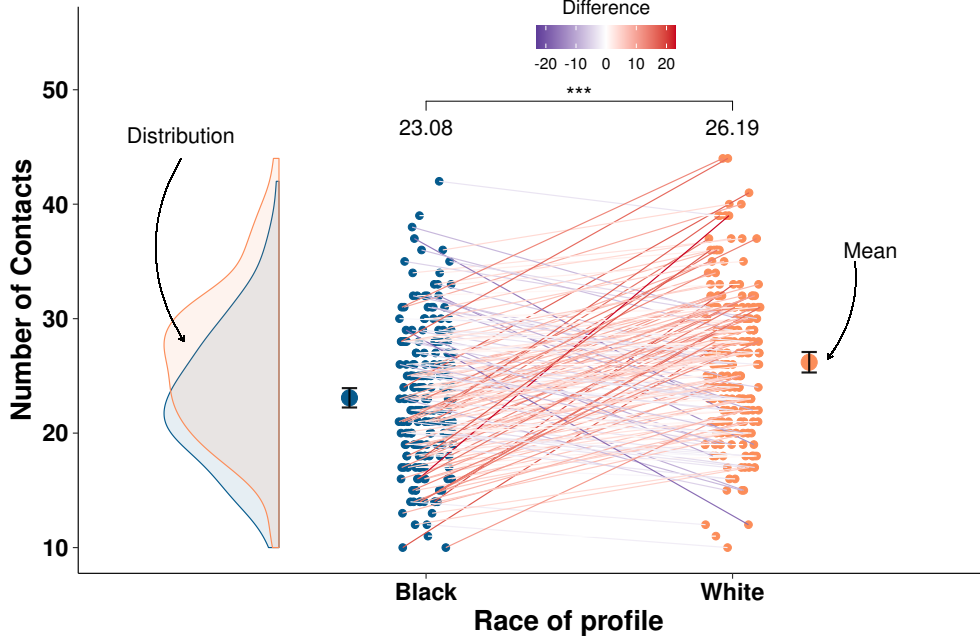 Difference
-20 -10 0 10 20
***
23.08 26.19
50
40
30
20
10
Number of Contacts
Distribution
Mean
Black White
Race of profile